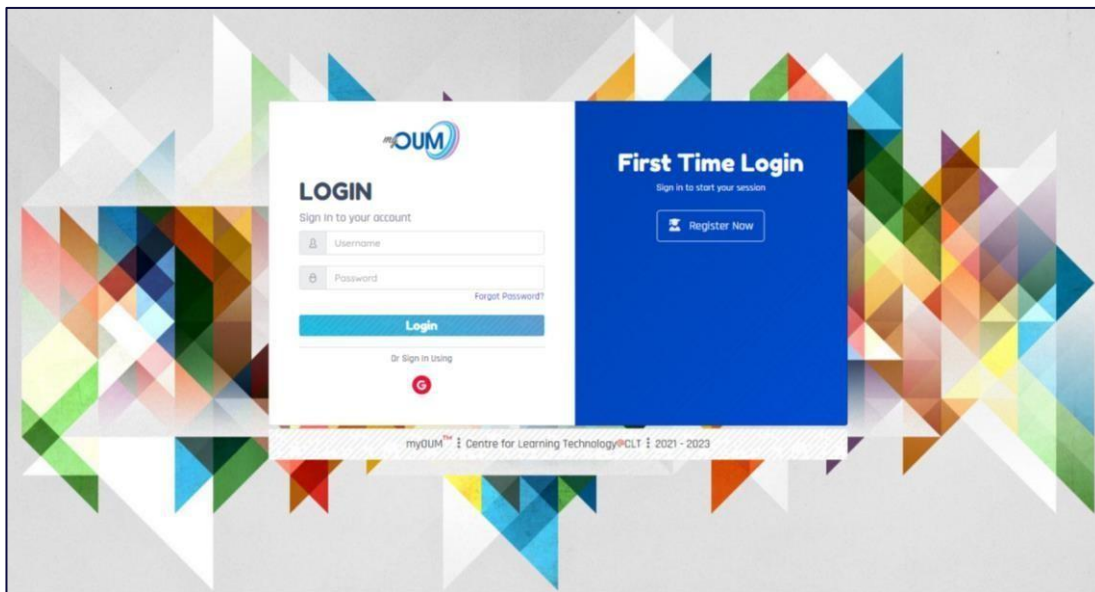 myOUM
LOGIN
Sign In to your account
Username
Password
Forgot Password?
Login
Or Sign In Using
G
First Time Login
Sign in to start your session
Register Now
myOUM™ ⋮ Centre for Learning Technology@CLT ⋮ 2021 - 2023